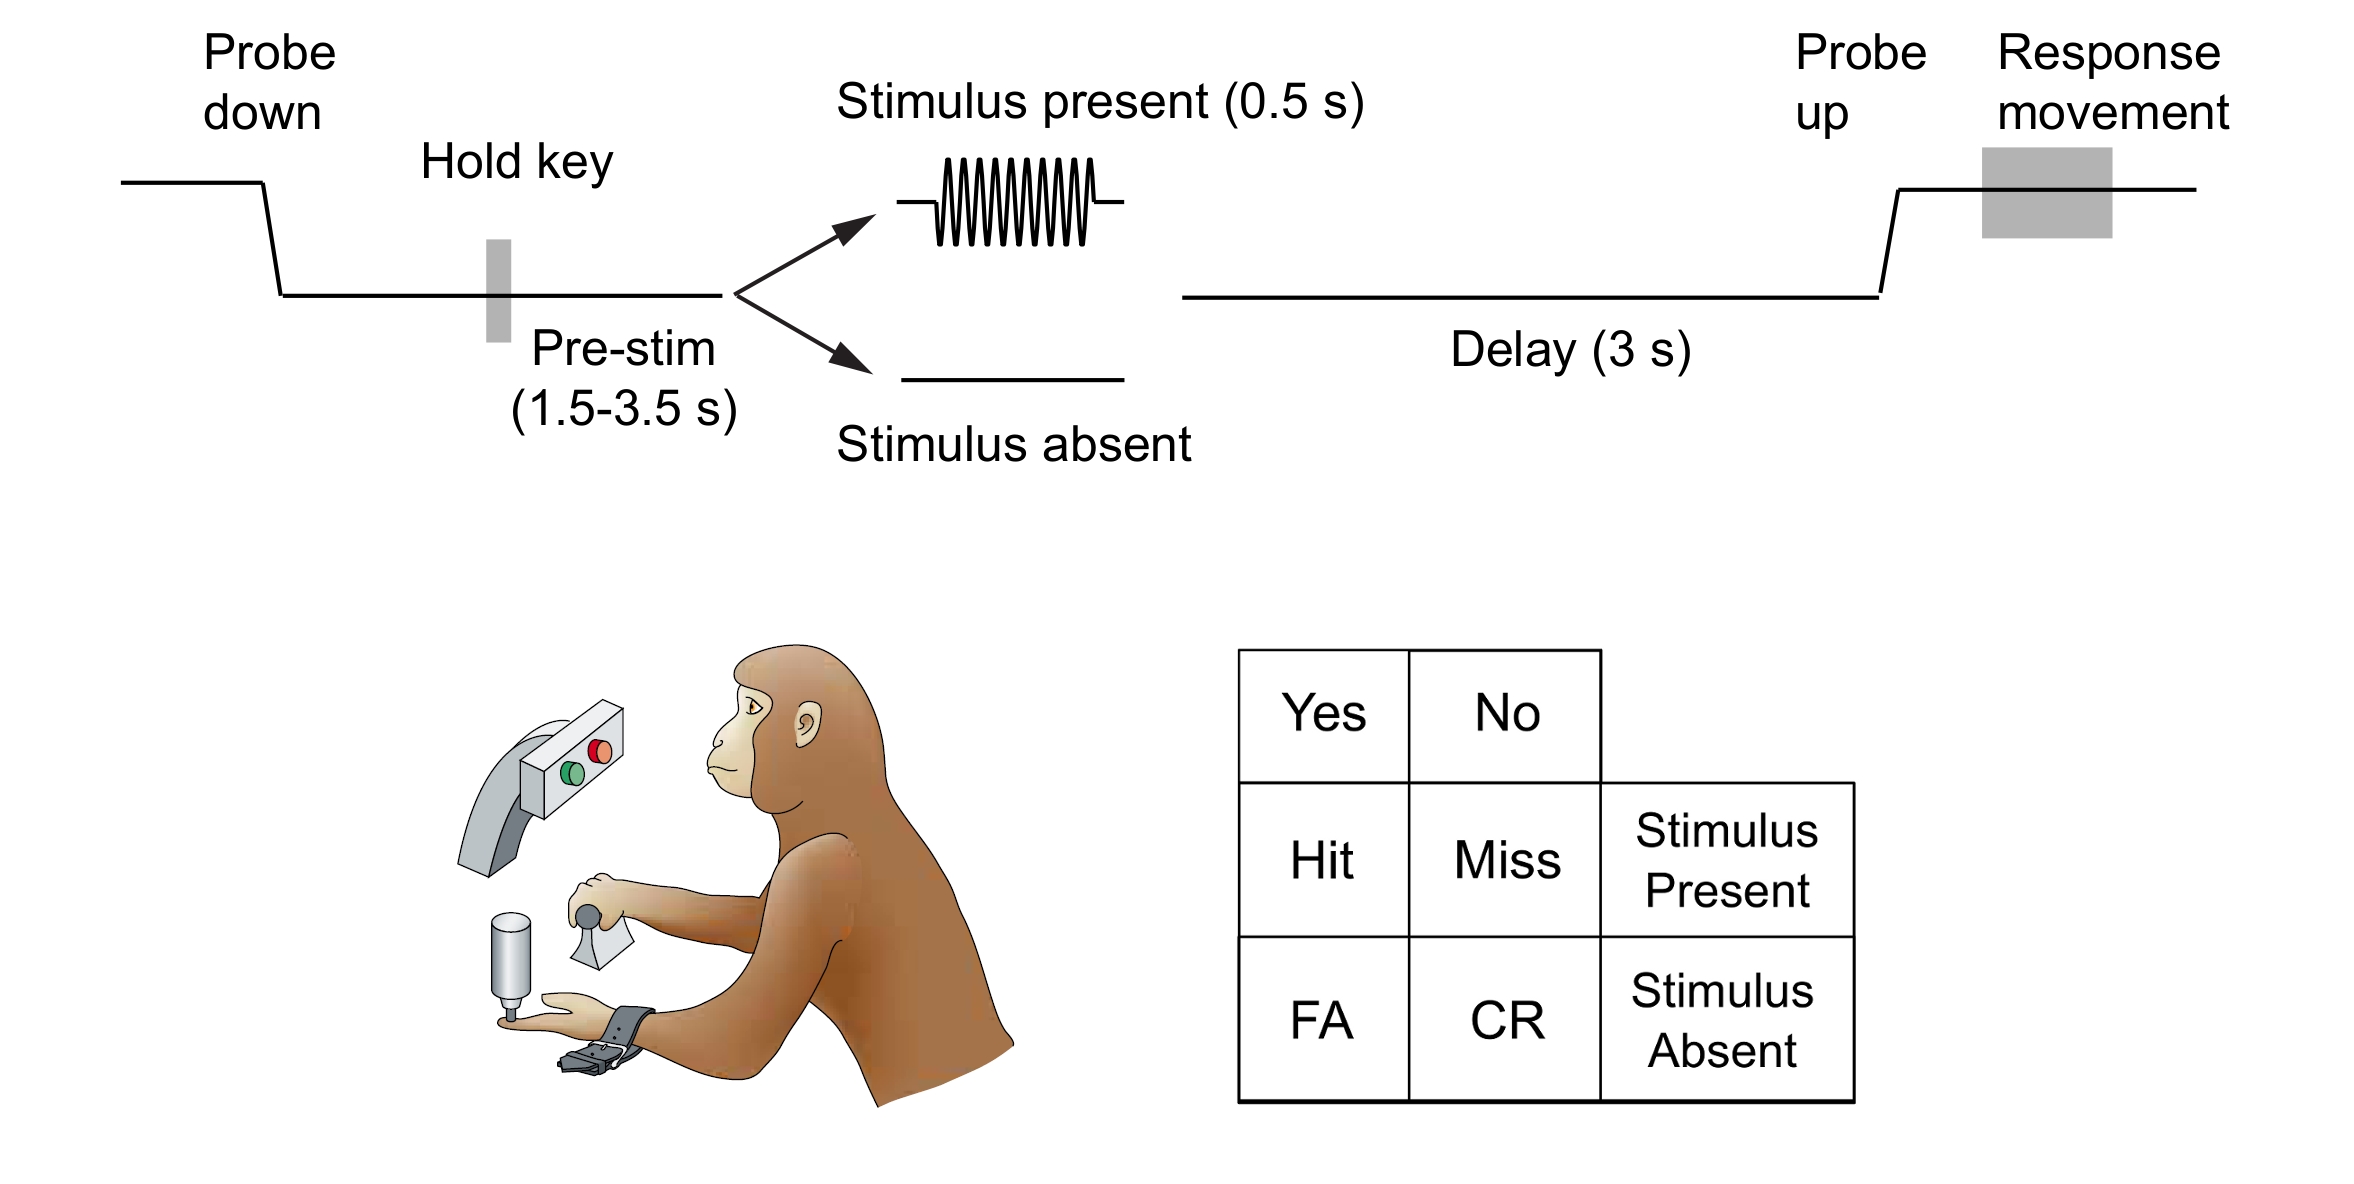 Probe
down
Hold key
Pre-stim
(1.5-3.5 s)
Stimulus present (0.5 s)
Stimulus absent
Delay (3 s)
Probe
up
Response
movement
Yes
No
Hit
Miss
Stimulus
Present
FA
CR
Stimulus
Absent